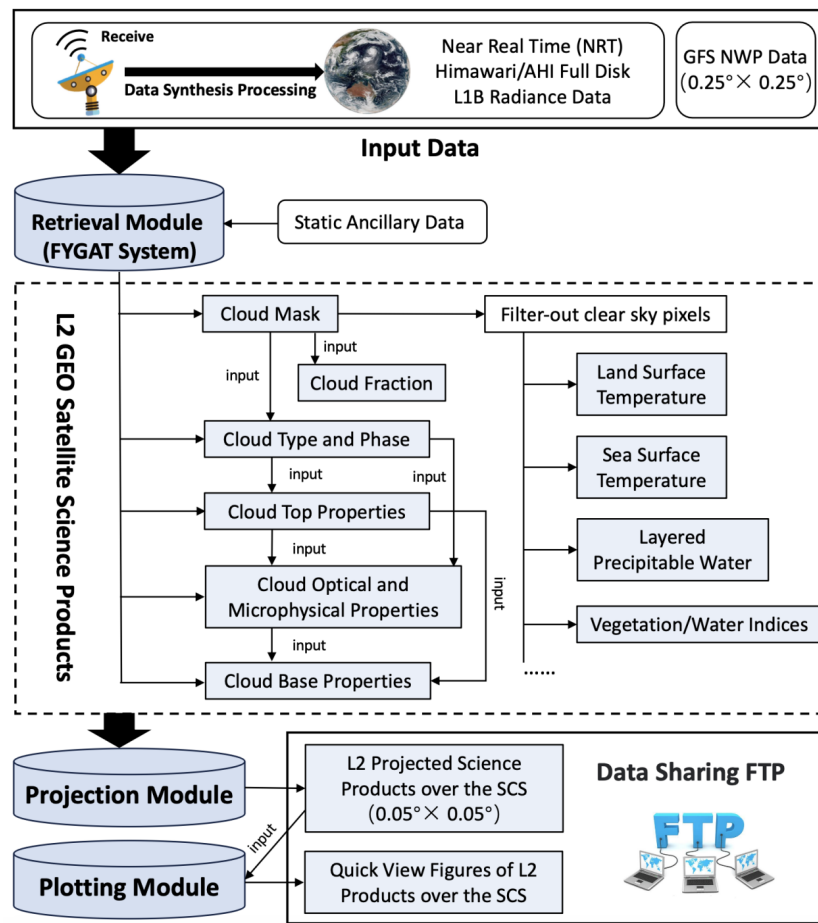 Receive
Data Synthesis Processing
Near Real Time (NRT)
Himawari/AHI Full Disk
L1B Radiance Data
GFS NWP Data
(0.25°× 0.25°)
Input Data
Retrieval Module
(FYGAT System)
Static Ancillary Data
L2 GEO Satellite Science Products
Cloud Mask
Filter-out clear sky pixels
input
input
Cloud Fraction
Land Surface
Temperature
Cloud Type and Phase
input
input
Sea Surface
Temperature
Cloud Top Properties
input
input
Layered
Precipitable Water
Cloud Optical and
Microphysical Properties
input
Vegetation/Water Indices
Cloud Base Properties
......
Projection Module
L2 Projected Science
Products over the SCS
(0.05°× 0.05°)
Data Sharing FTP
FTP
input
Plotting Module
Quick View Figures of L2
Products over the SCS